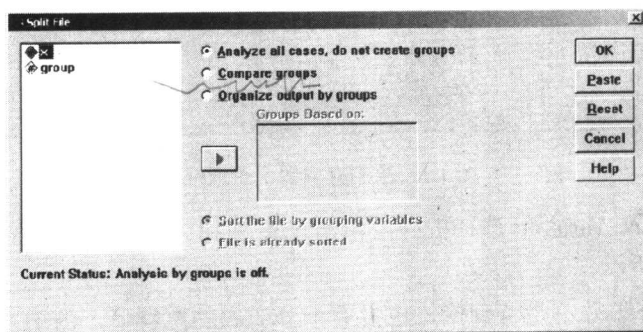 Split File
x
group
Analyze all cases, do not create groups
Compare groups
Organize output by groups
Groups Based on:
Sort the file by grouping variables
File is already sorted
Current Status: Analysis by groups is off.
OK
Paste
Reset
Cancel
Help